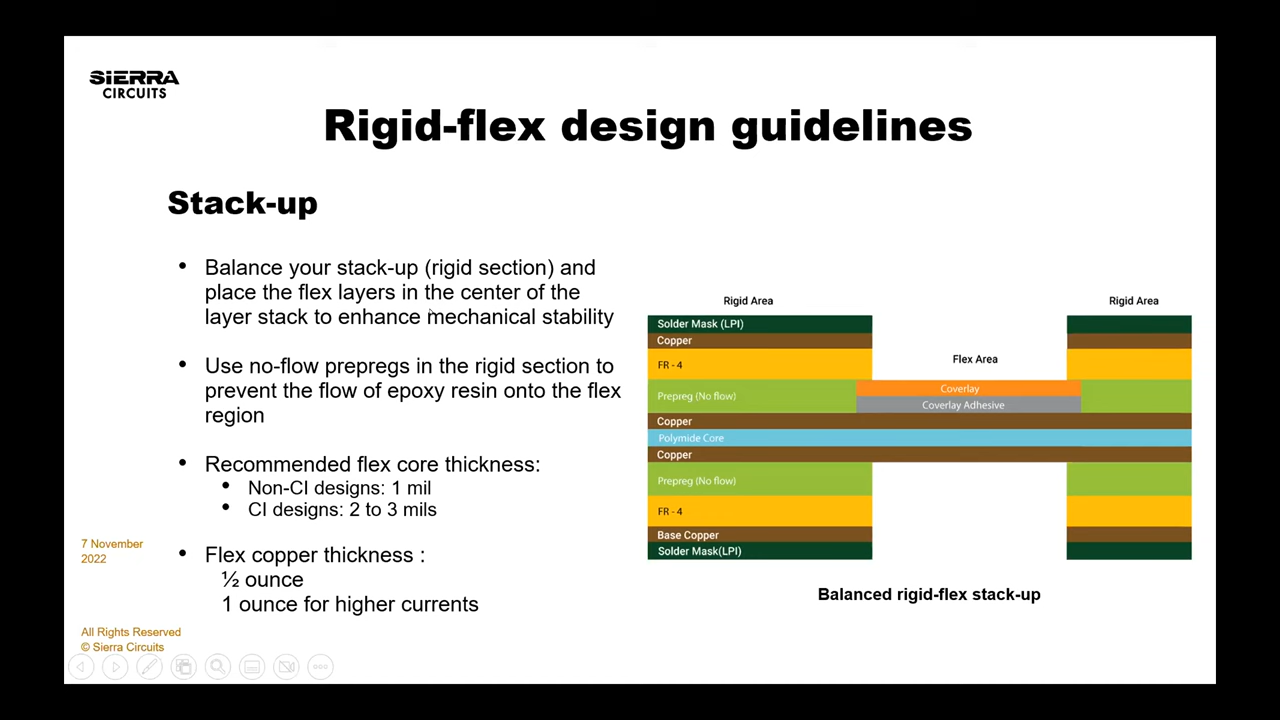 SIERRA
CIRCUITS
Rigid-flex design guidelines
Stack-up
• Balance your stack-up (rigid section) and
place the flex layers in the center of the
layer stack to enhance mechanical stability
• Use no-flow prepregs in the rigid section to
prevent the flow of epoxy resin onto the flex
region
• Recommended flex core thickness:
• Non-CI designs: 1 mil
• CI designs: 2 to 3 mils
• Flex copper thickness :
½ ounce
1 ounce for higher currents
Rigid Area
Rigid Area
Solder Mask (LPI)
Copper
Flex Area
FR - 4
Coverlay
Prepreg (No flow)
Coverlay Adhesive
Copper
Polymide Core
Copper
Prepreg (No flow)
FR - 4
Base Copper
Solder Mask(LPI)
Balanced rigid-flex stack-up
7 November
2022
All Rights Reserved
© Sierra Circuits